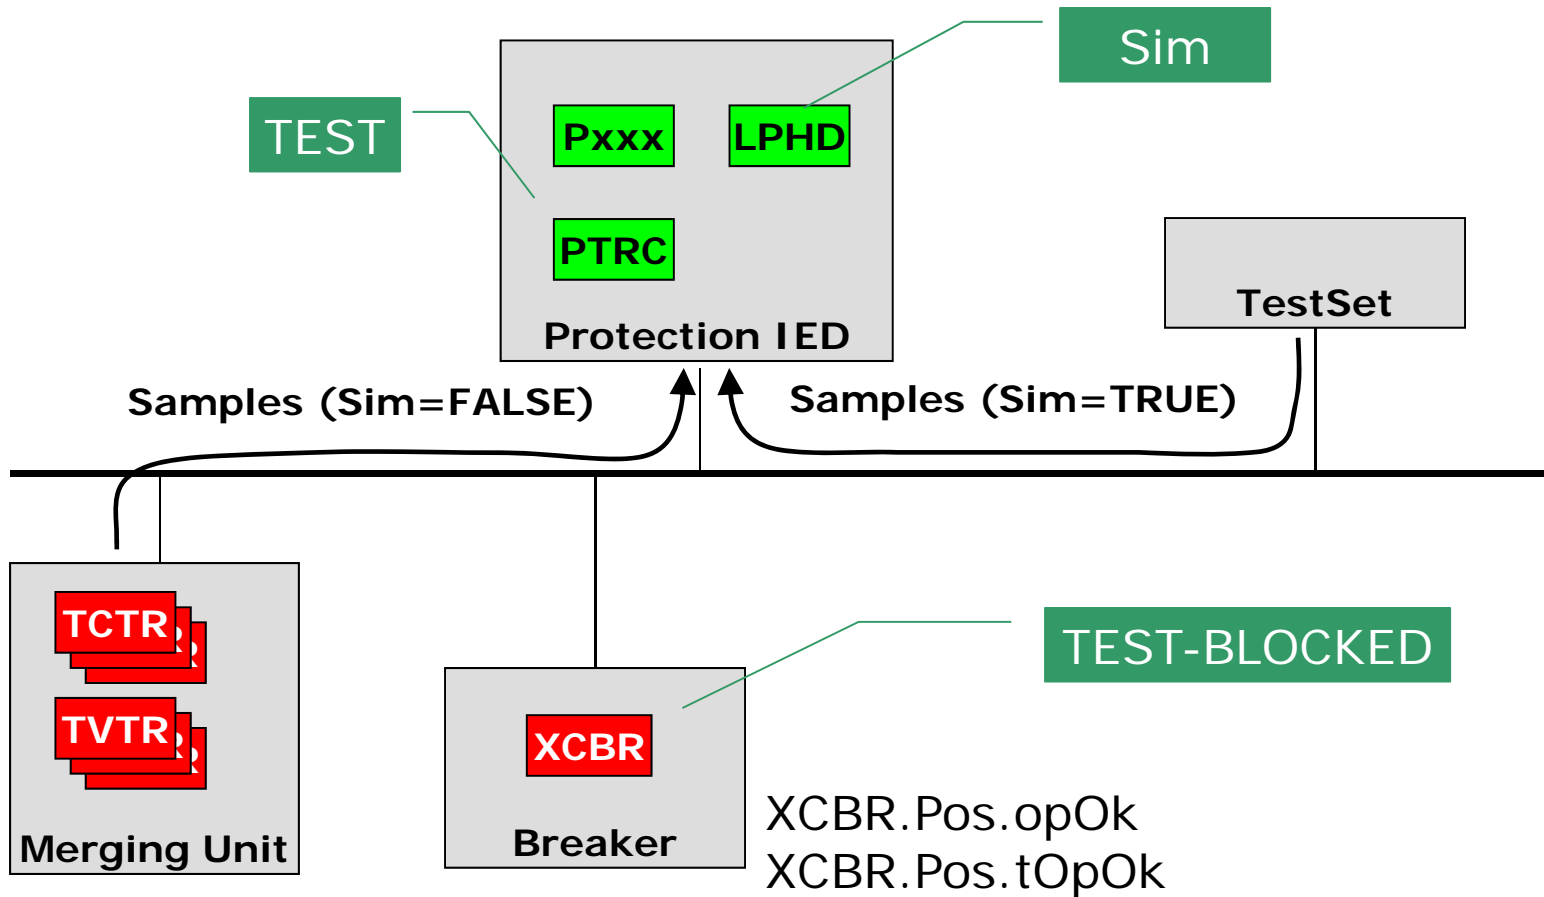 Sim
TEST
Pxxx
LPHD
PTRC
Protection IED
TestSet
Samples (Sim=FALSE)
Samples (Sim=TRUE)
TCTR
R
R
TVTR
R
R
Merging Unit
XCBR
Breaker
TEST-BLOCKED
XCBR.Pos.opOk
XCBR.Pos.tOpOk